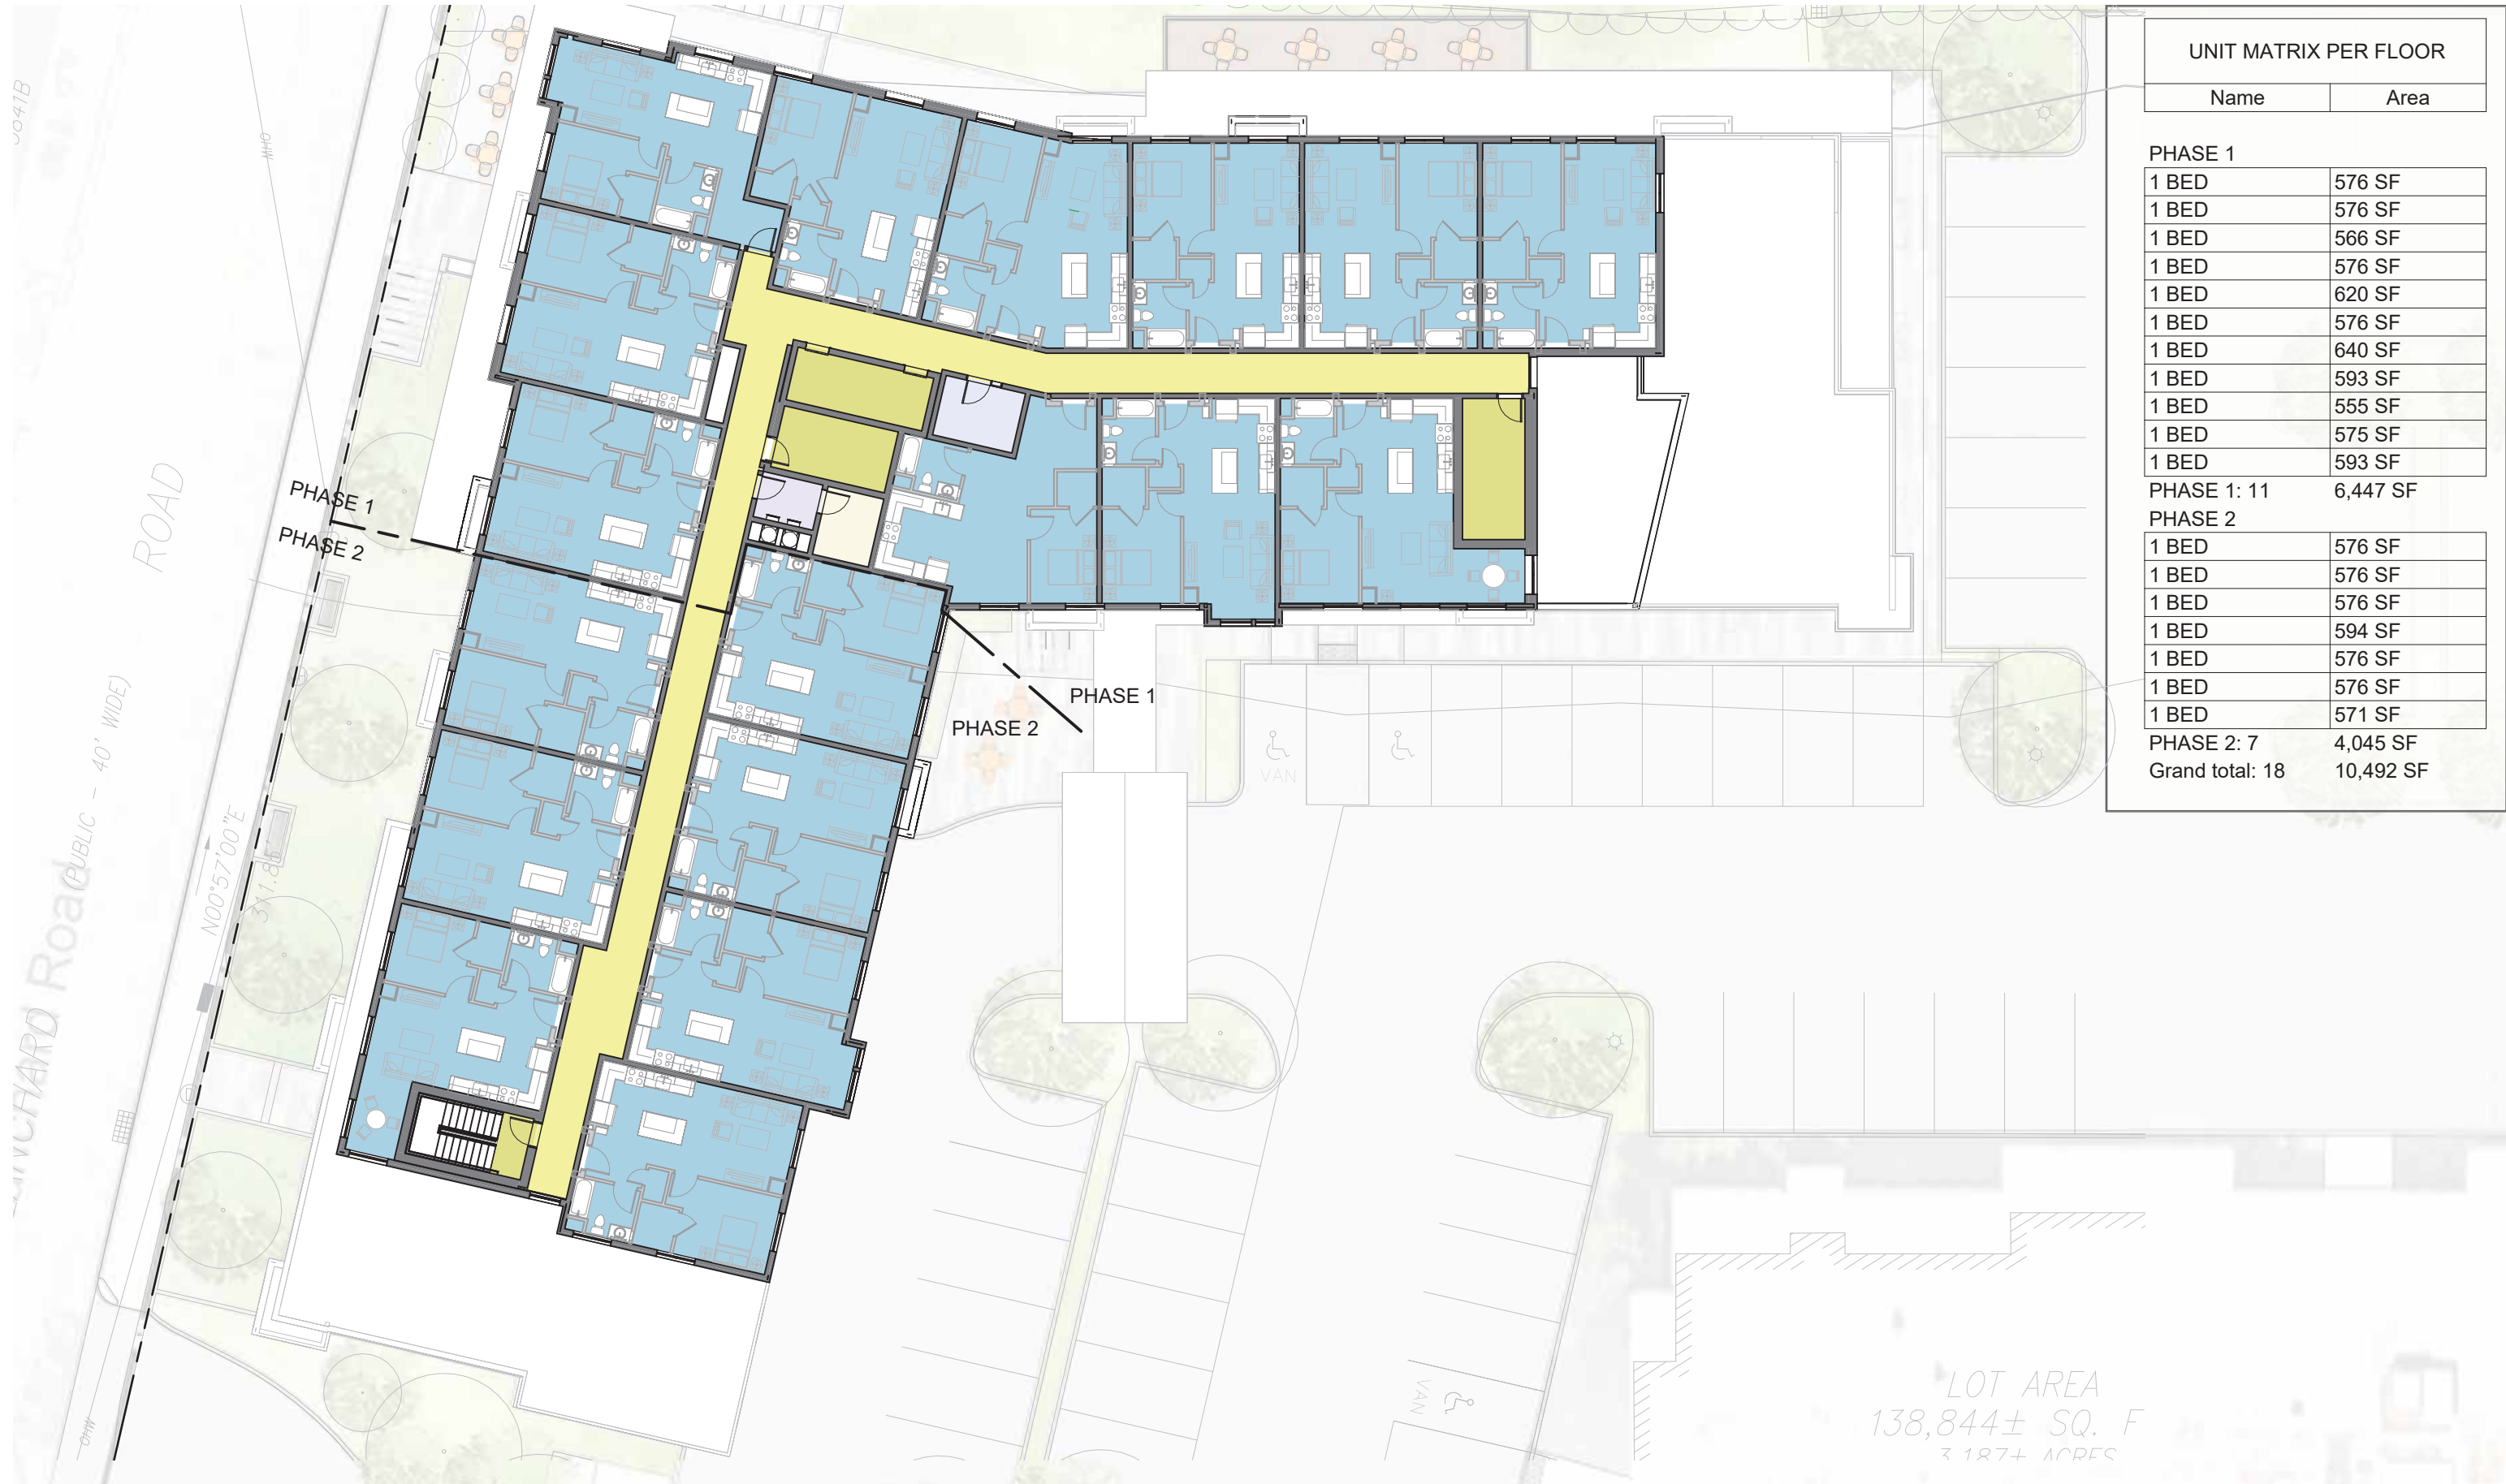 UNIT MATRIX PER FLOOR
Name Area
PHASE 1
1 BED 576 SF
1 BED 576 SF
1 BED 566 SF
1 BED 576 SF
1 BED 620 SF
1 BED 576 SF
1 BED 640 SF
1 BED 593 SF
1 BED 555 SF
1 BED 575 SF
1 BED 593 SF
PHASE 1: 11 6,447 SF
PHASE 2
1 BED 576 SF
1 BED 576 SF
1 BED 576 SF
1 BED 594 SF
1 BED 576 SF
1 BED 576 SF
1 BED 571 SF
PHASE 2: 7 4,045 SF
Grand total: 18 10,492 SF
PHASE 1
PHASE 2
PHASE 1
PHASE 2
ROAD
(PUBLIC - 40' WIDE)
N00°57'00"E
Road
OHW
OHW
VAN
VAN
LOT AREA
138,844± SQ. F
3.187± ACRES